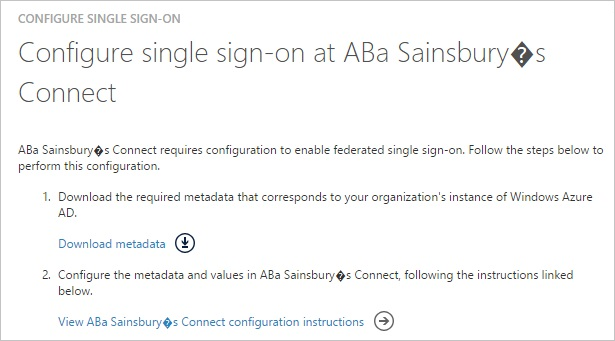 CONFIGURE SINGLE SIGN-ON
Configure single sign-on at ABa Sainsbury�s
Connect
ABa Sainsbury�s Connect requires configuration to enable federated single sign-on. Follow the steps below to
perform this configuration.
1. Download the required metadata that corresponds to your organization's instance of Windows Azure
AD.
Download metadata
2. Configure the metadata and values in ABa Sainsbury�s Connect, following the instructions linked
below.
View ABa Sainsbury�s Connect configuration instructions